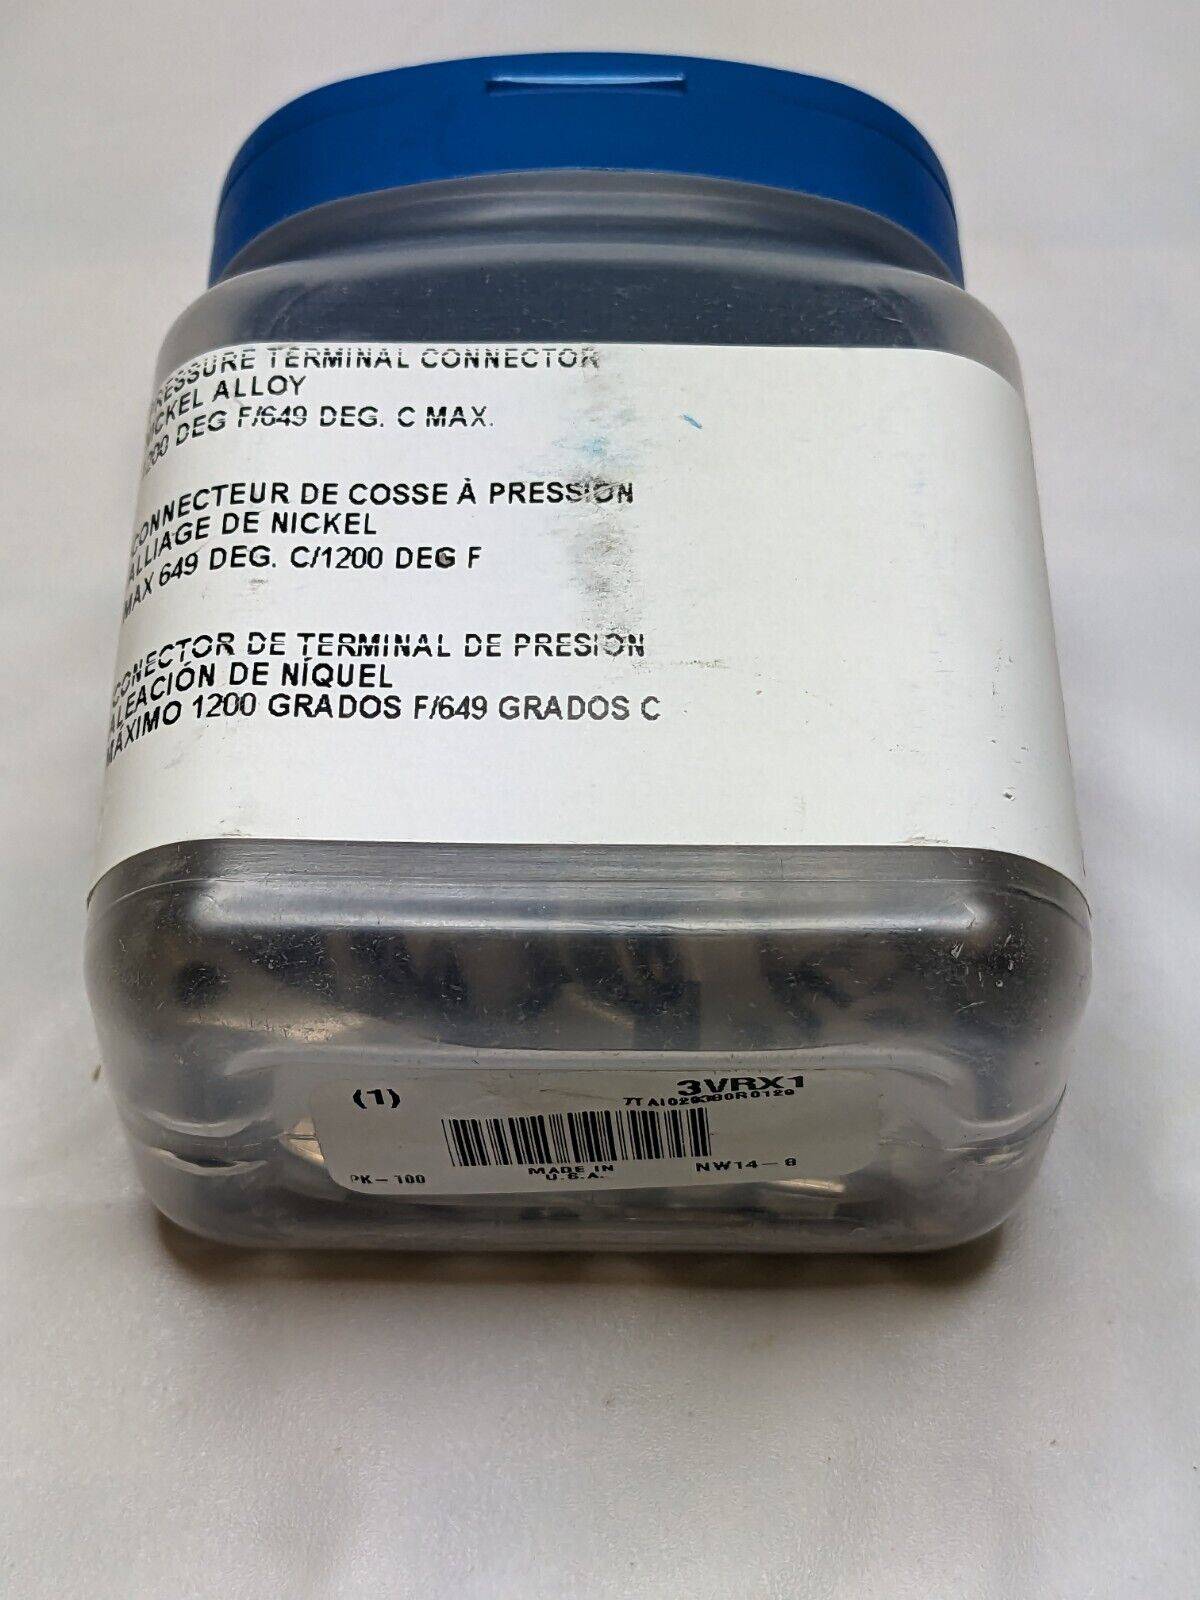 PRESSURE TERMINAL CONNECTOR
NICKEL ALLOY
1200 DEG F/649 DEG. C MAX.
CONNECTEUR DE COSSE À PRESSION
ALLIAGE DE NICKEL
MAX 649 DEG. C/1200 DEG F
CONECTOR DE TERMINAL DE PRESIÓN
ALEACIÓN DE NÍQUEL
MÁXIMO 1200 GRADOS F/649 GRADOS C
(1) 3VRX1
MADE IN
U.S.A.
PK-100
NW14-8